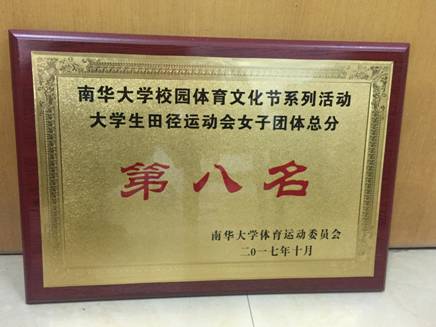 南华大学校园体育文化节系列活动
大学生田径运动会女子团体总分
第八名
南华大学体育运动委员会
二0一七年十月